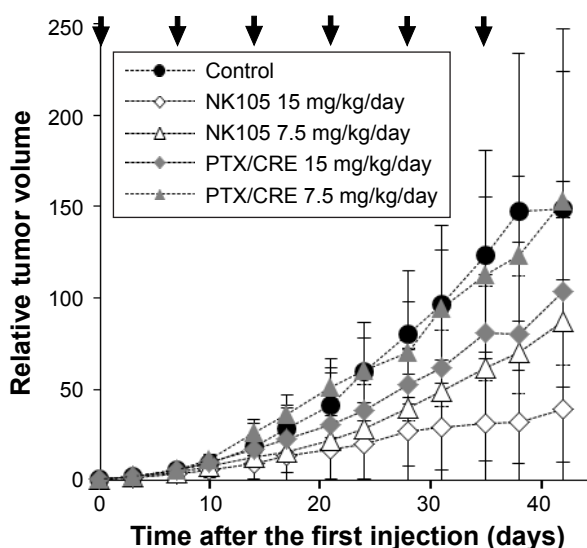 250
200
150
100
50
0
Relative tumor volume
Control
NK105 15 mg/kg/day
NK105 7.5 mg/kg/day
PTX/CRE 15 mg/kg/day
PTX/CRE 7.5 mg/kg/day
0 10 20 30 40
Time after the first injection (days)